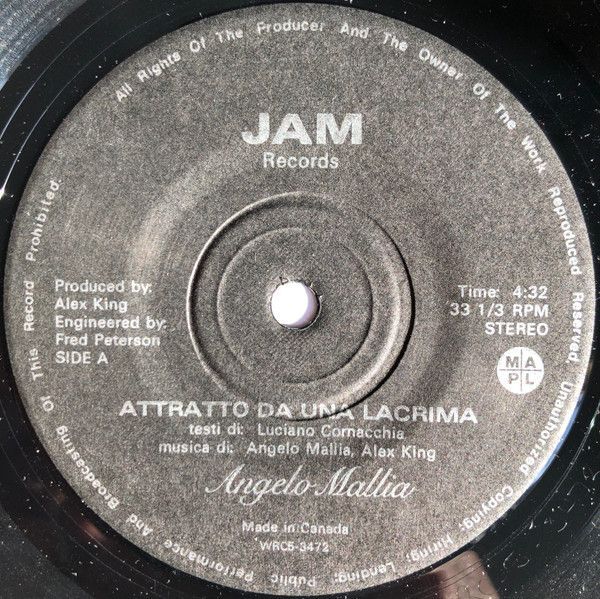 All Rights Of The Producer And The Owner Of The Work Reproduced Reserved Unauthorized Copying; Hiring; Lending; Public Performance And Broadcasting Of This Record Prohibited:
JAM
Records
Produced by:
Alex King
Engineered by:
Fred Peterson
SIDE A
Time: 4:32
33 1/3 RPM
STEREO
M A
P L
ATTRATTO DA UNA LACRIMA
testi di: Luciano Cornacchia
musica di: Angelo Mallia, Alex King
Angelo Mallia
Made in Canada
WRC5-3472